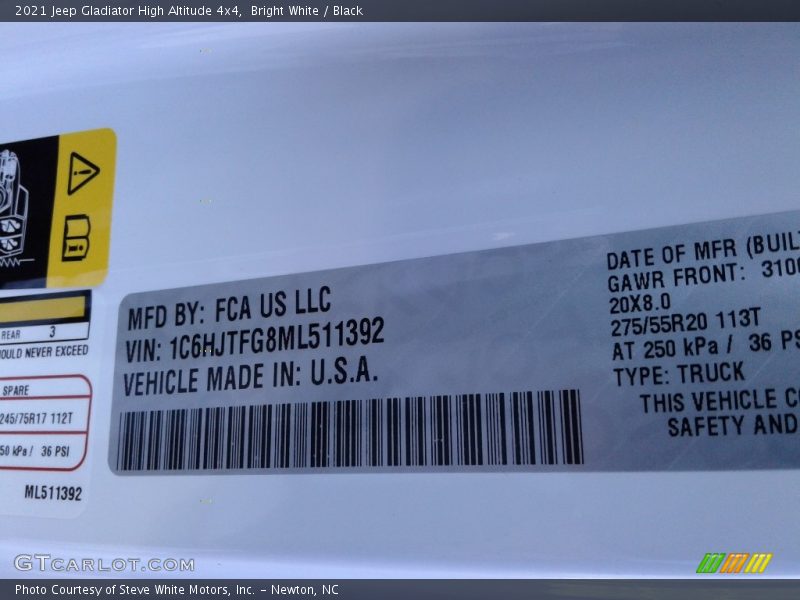 2021 Jeep Gladiator High Altitude 4x4,  Bright White / Black
REAR 3
OULD NEVER EXCEED
SPARE
245/75R17 112T
50 kPa / 36 PSI
ML511392
MFD BY: FCA US LLC
VIN: 1C6HJTFG8ML511392
VEHICLE MADE IN: U.S.A.
DATE OF MFR (BUIL
GAWR FRONT: 310
20X8.0
275/55R20 113T
AT 250 kPa / 36 PS
TYPE: TRUCK
THIS VEHICLE CO
SAFETY AND
GTCARLOT.COM
Photo Courtesy of Steve White Motors, Inc. – Newton, NC